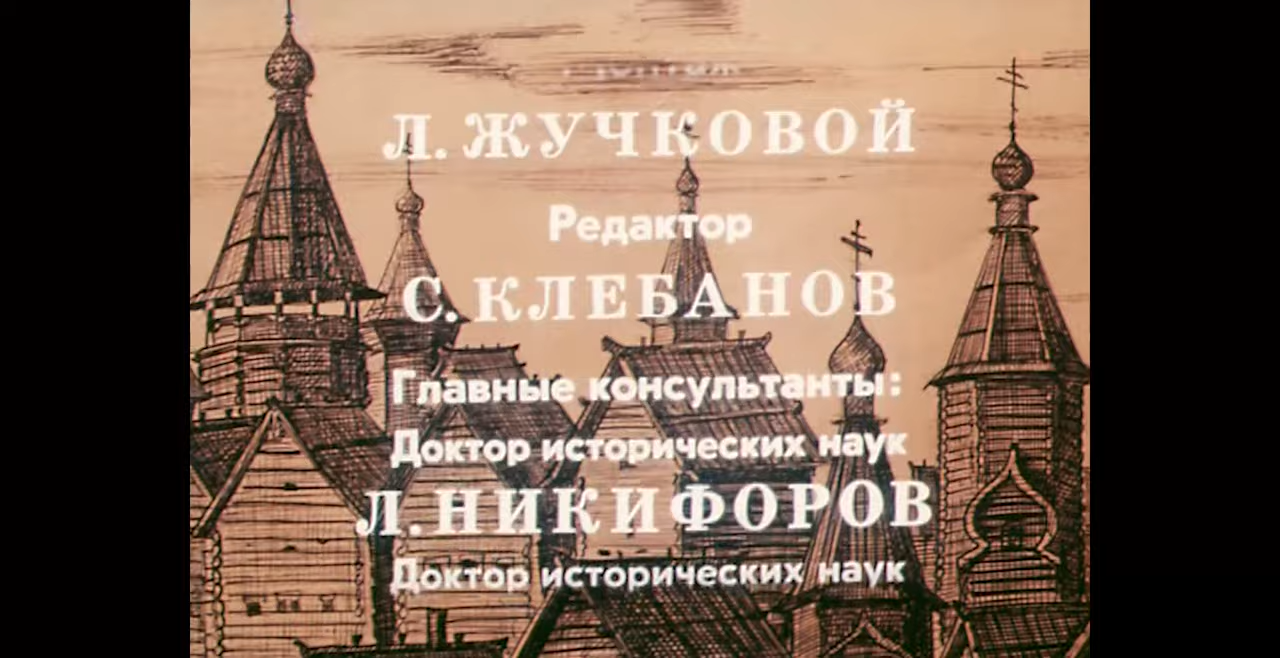 Л. ЖУЧКОВОЙ
Редактор
С. КЛЕБАНОВ
Главные консультанты:
Доктор исторических наук
Л. НИКИФОРОВ
Доктор исторических наук